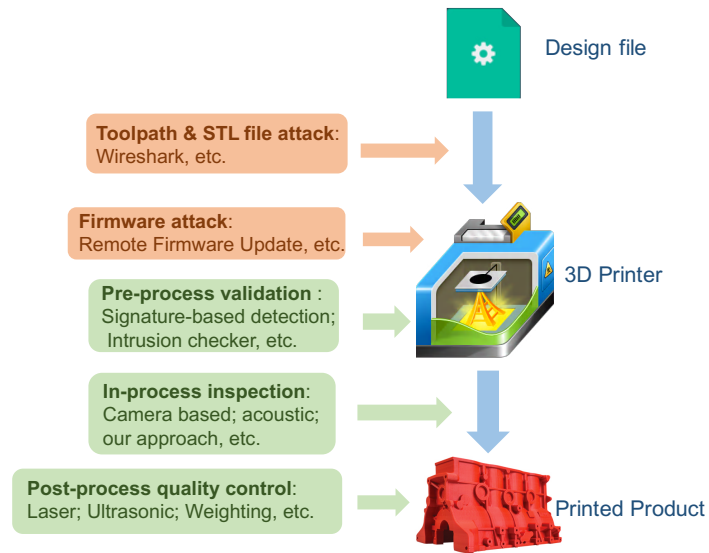 Design file
Toolpath & STL file attack:
Wireshark, etc.
Firmware attack:
Remote Firmware Update, etc.
3D Printer
Pre-process validation :
Signature-based detection;
Intrusion checker, etc.
In-process inspection:
Camera based; acoustic;
our approach, etc.
Post-process quality control:
Laser; Ultrasonic; Weighting, etc.
Printed Product